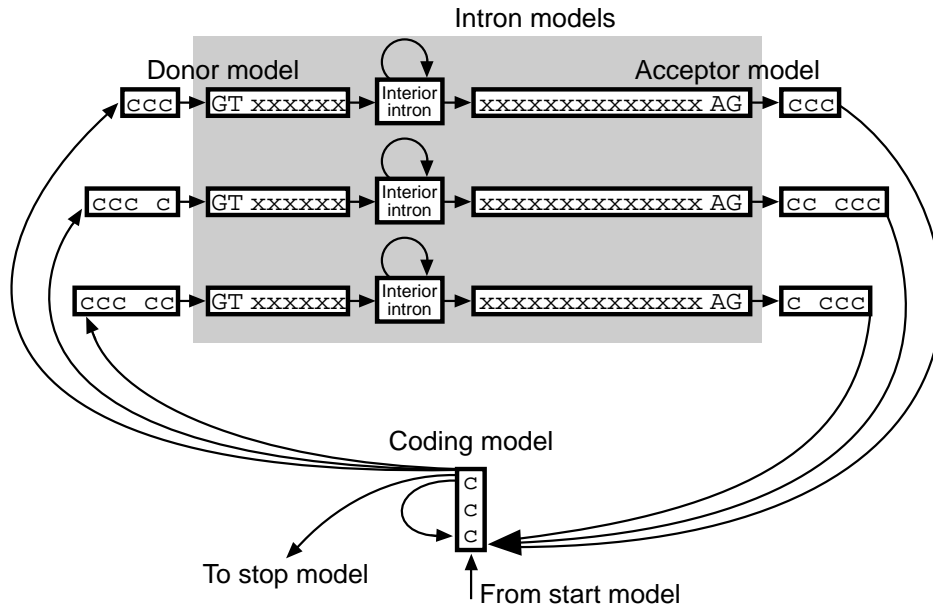 Intron models
Donor model
Acceptor model
ccc
GT xxxxxx
Interior
intron
xxxxxxxxxxxxxx AG
ccc
ccc c
GT xxxxxx
Interior
intron
xxxxxxxxxxxxxx AG
cc ccc
ccc cc
GT xxxxxx
Interior
intron
xxxxxxxxxxxxxx AG
c ccc
Coding model
c
c
c
To stop model
From start model